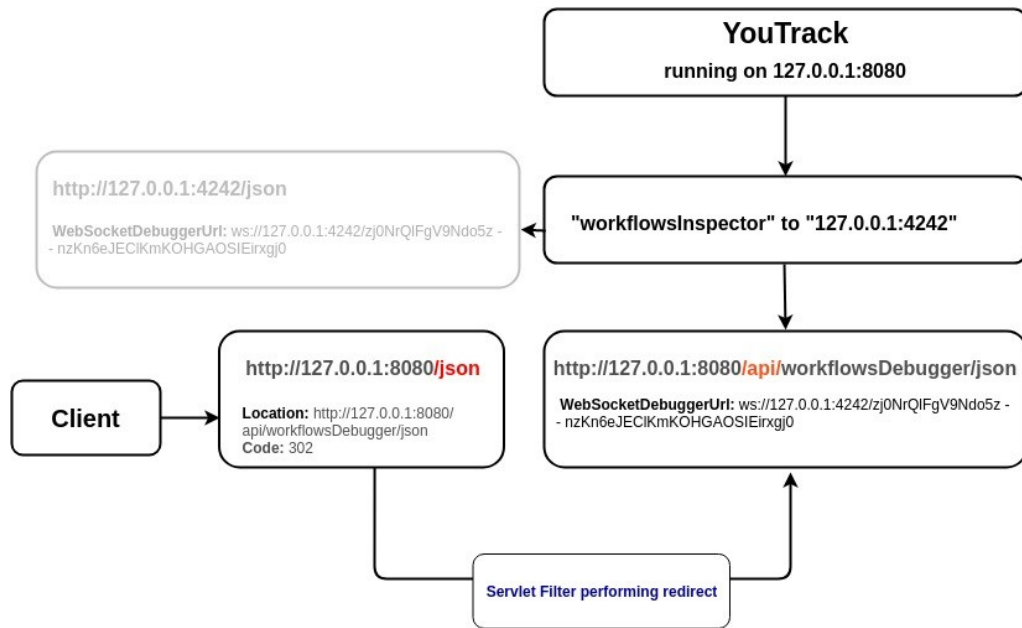 YouTrack
running on 127.0.0.1:8080
http://127.0.0.1:4242/json
WebSocketDebuggerUrl: ws://127.0.0.1:4242/zj0NrQlFgV9Ndo5z -
- nzKn6eJEClKmKOHGAOSIEirxgj0
"workflowsInspector" to "127.0.0.1:4242"
Client
http://127.0.0.1:8080/json
Location: http://127.0.0.1:8080/
api/workflowsDebugger/json
Code: 302
http://127.0.0.1:8080/api/workflowsDebugger/json
WebSocketDebuggerUrl: ws://127.0.0.1:4242/zj0NrQlFgV9Ndo5z -
- nzKn6eJEClKmKOHGAOSIEirxgj0
Servlet Filter performing redirect